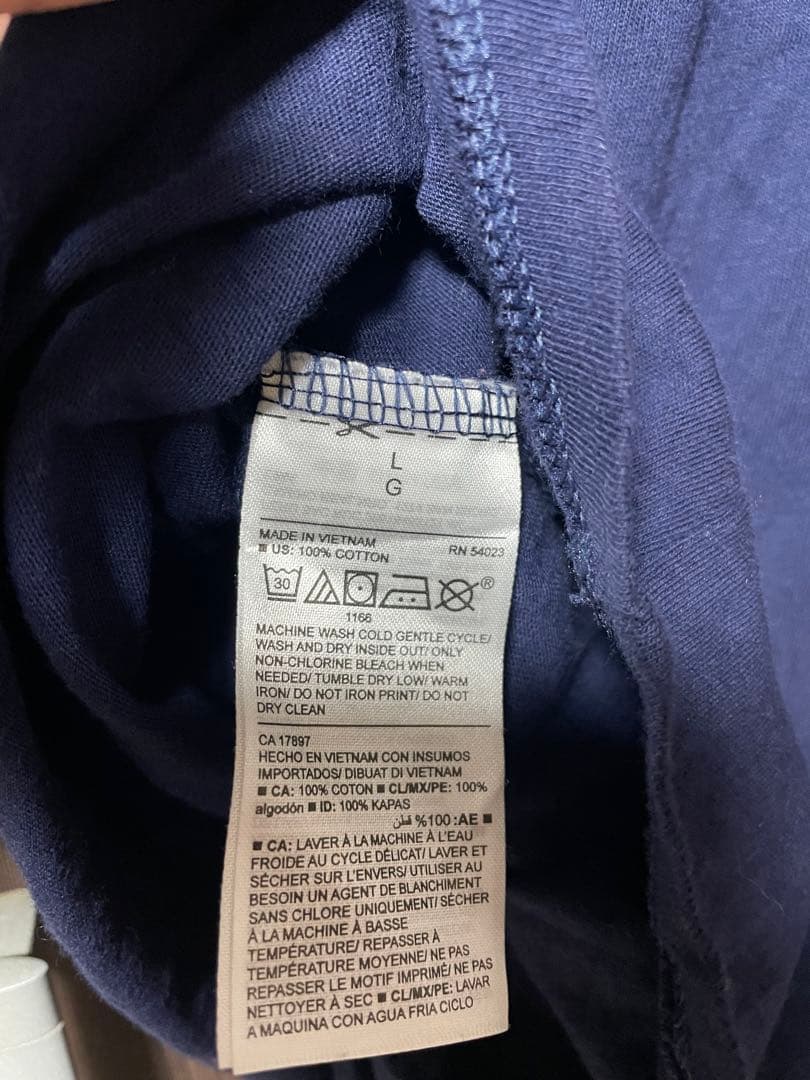 L
G
MADE IN VIETNAM
RN 54023
■ US: 100% COTTON
30
®
1166
MACHINE WASH COLD GENTLE CYCLE/
WASH AND DRY INSIDE OUT/ ONLY
NON-CHLORINE BLEACH WHEN
NEEDED/ TUMBLE DRY LOW/ WARM
IRON/ DO NOT IRON PRINT/ DO NOT
DRY CLEAN
CA 17897
HECHO EN VIETNAM CON INSUMOS
IMPORTADOS/ DIBUAT DI VIETNAM
■ CA: 100% COTON ■ CL/MX/PE: 100%
algodón ■ ID: 100% KAPAS
■ AE: 100% قطن
■ CA: LAVER À LA MACHINE À L'EAU
FROIDE AU CYCLE DÉLICAT/ LAVER ET
SÉCHER SUR L'ENVERS/ UTILISER AU
BESOIN UN AGENT DE BLANCHIMENT
SANS CHLORE UNIQUEMENT/ SÉCHER
À LA MACHINE À BASSE
TEMPÉRATURE/ REPASSER À
TEMPÉRATURE MOYENNE/ NE PAS
REPASSER LE MOTIF IMPRIMÉ/ NE PAS
NETTOYER À SEC ■ CL/MX/PE: LAVAR
A MAQUINA CON AGUA FRIA CICLO